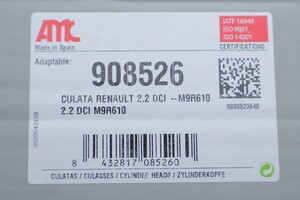 AMC
Made in Spain
IATF 16949
ISO 9001
ISO 14001
CERTIFICATIONS
Adaptable:
908526
CULATA RENAULT 2.2 DCI --M9R610
2.2 DCI M9R610
0000823648
8 432817 085260
CULATAS / CULASSES / CYLINDER HEADS / ZYLINDERKOPFE